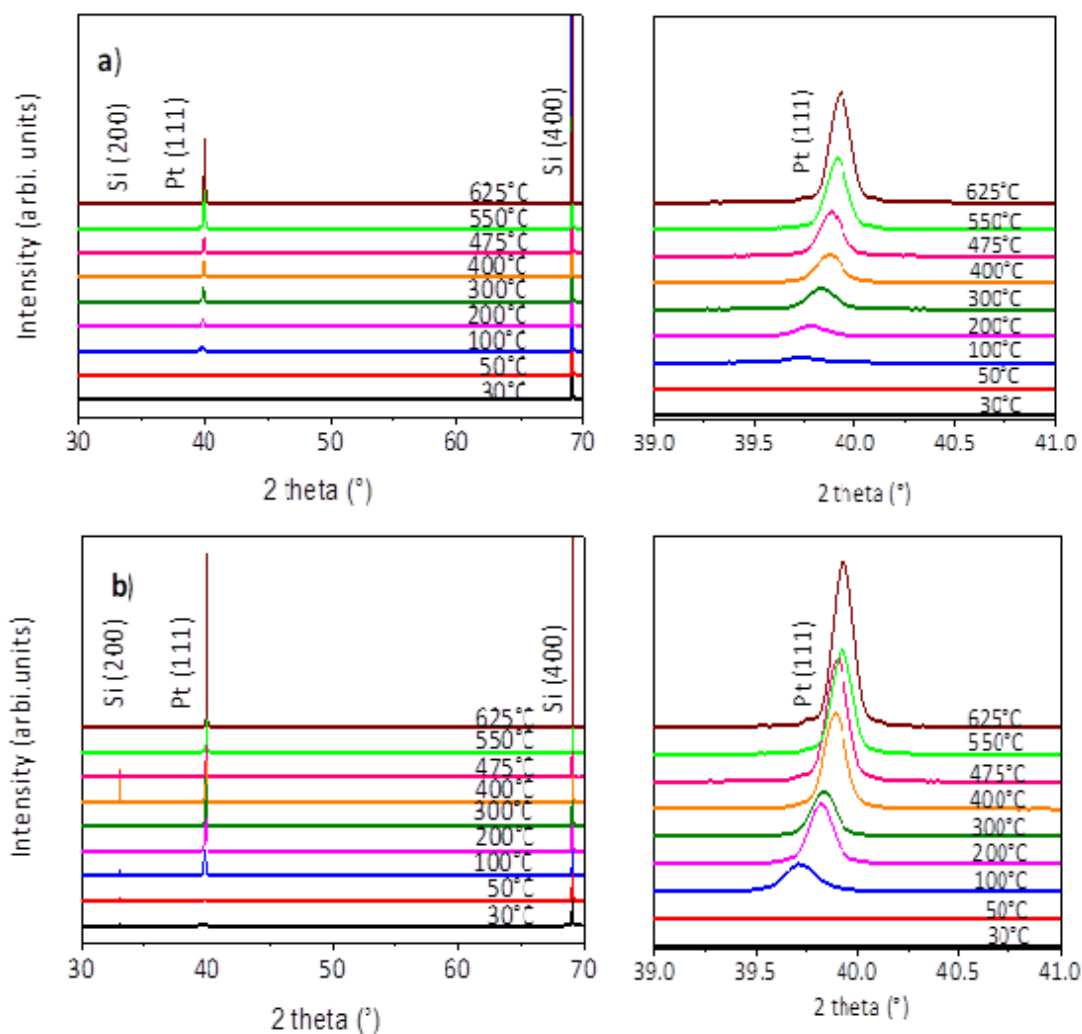 a)
Intensity (arbi. units)
Si (200)
Pt (111)
Si (400)
625°C
550°C
475°C
400°C
300°C
200°C
100°C
50°C
30°C
30 40 50 60 70
2 theta (°)
Pt (111)
625°C
550°C
475°C
400°C
300°C
200°C
100°C
50°C
30°C
39.0 39.5 40.0 40.5 41.0
2 theta (°)
b)
Intensity (arbi.units)
Si (200)
Pt (111)
Si (400)
625°C
550°C
475°C
400°C
300°C
200°C
100°C
50°C
30°C
30 40 50 60 70
2 theta (°)
Pt (111)
625°C
550°C
475°C
400°C
300°C
200°C
100°C
50°C
30°C
39.0 39.5 40.0 40.5 41.0
2 theta (°)